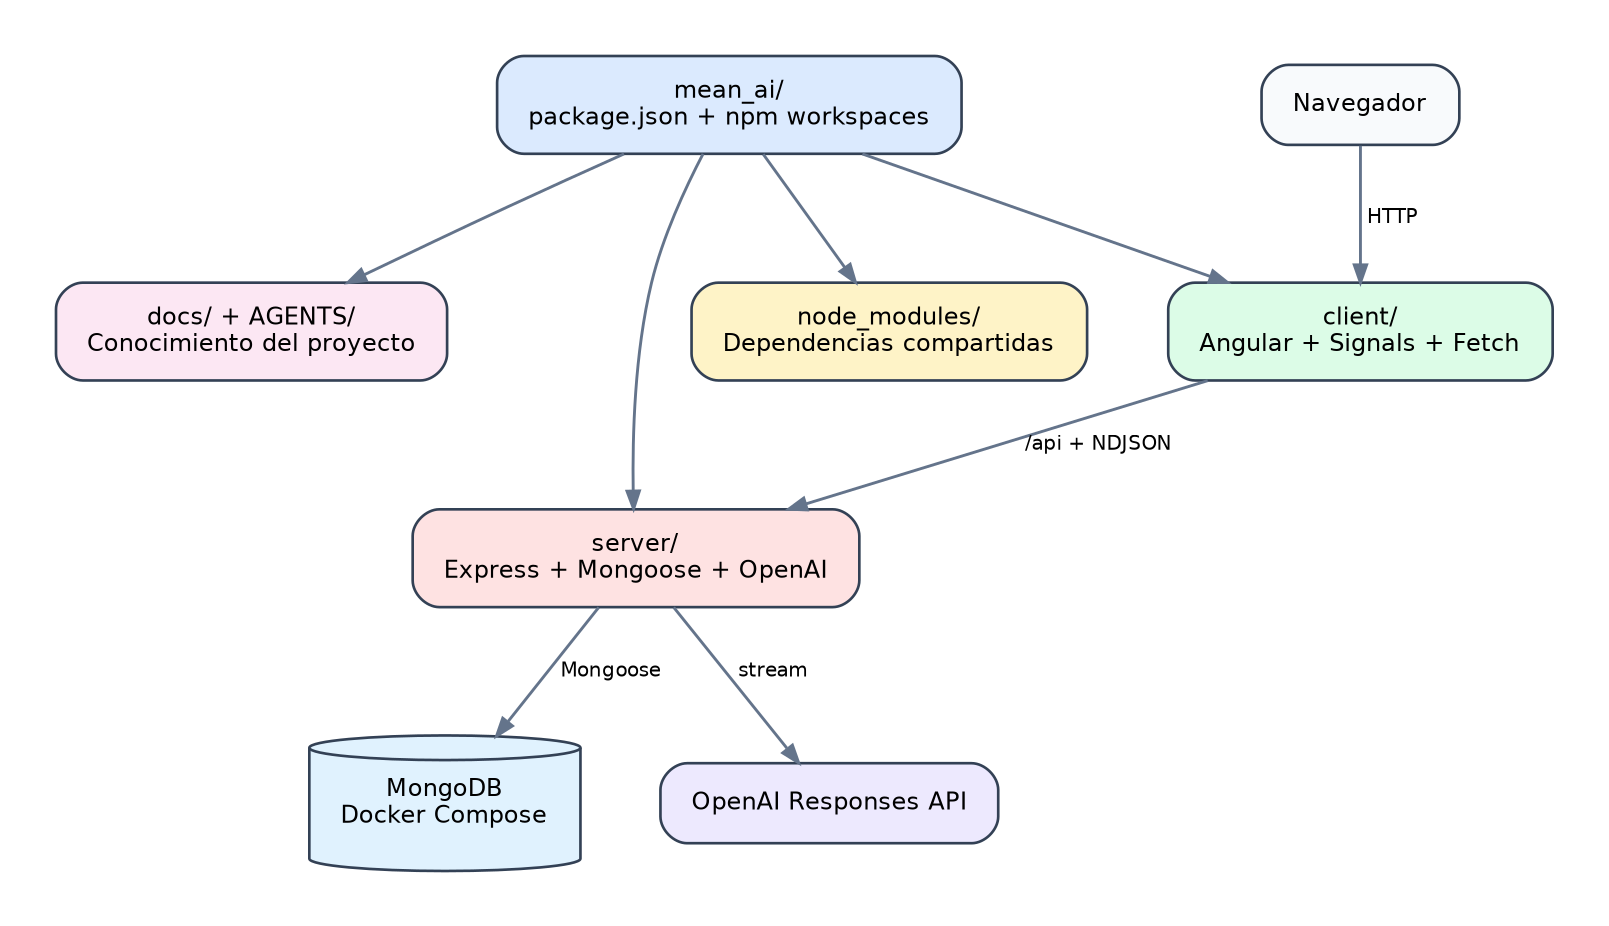 mean_ai/
package.json + npm workspaces
Navegador
HTTP
docs/ + AGENTS/
Conocimiento del proyecto
node_modules/
Dependencias compartidas
client/
Angular + Signals + Fetch
/api + NDJSON
server/
Express + Mongoose + OpenAI
Mongoose
stream
MongoDB
Docker Compose
OpenAI Responses API